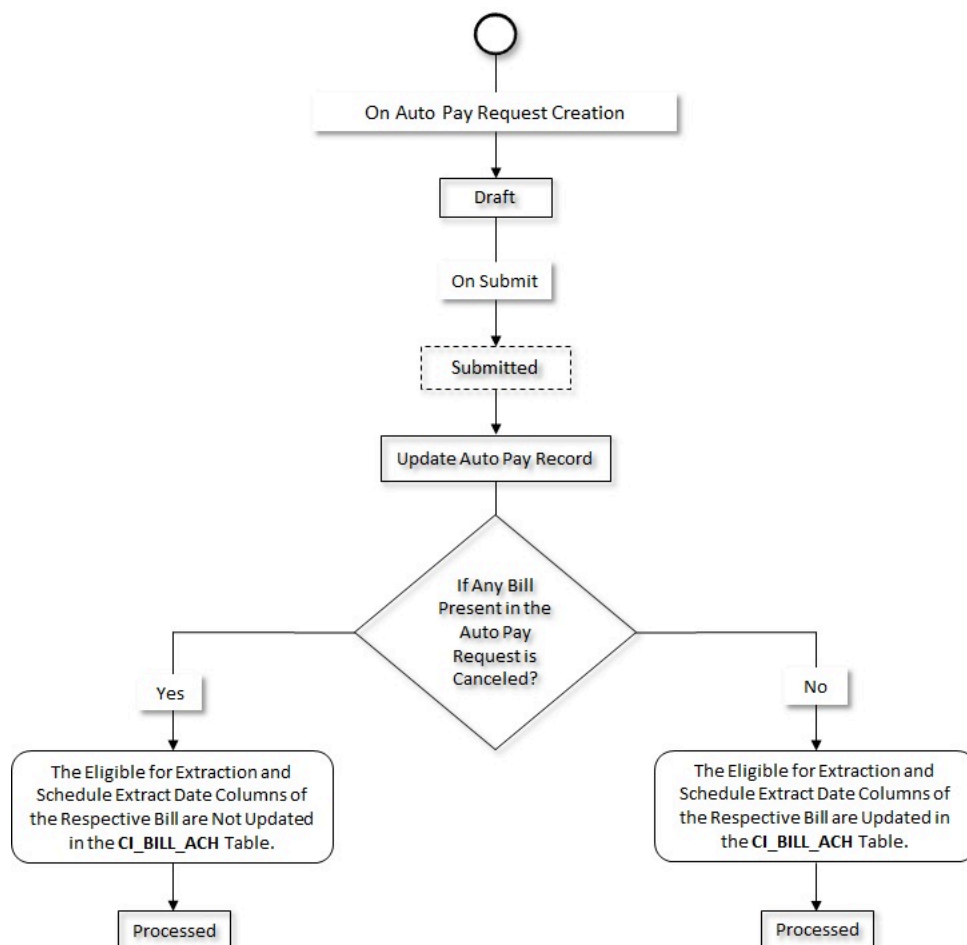 On Auto Pay Request Creation
Draft
On Submit
Submitted
Update Auto Pay Record
If Any Bill
Present in the
Auto Pay
Request is
Canceled?
Yes
No
The Eligible for Extraction and
Schedule Extract Date Columns of
the Respective Bill are Not Updated
in the CI_BILL_ACH Table.
The Eligible for Extraction and
Schedule Extract Date Columns of
the Respective Bill are Updated in
the CI_BILL_ACH Table.
Processed
Processed